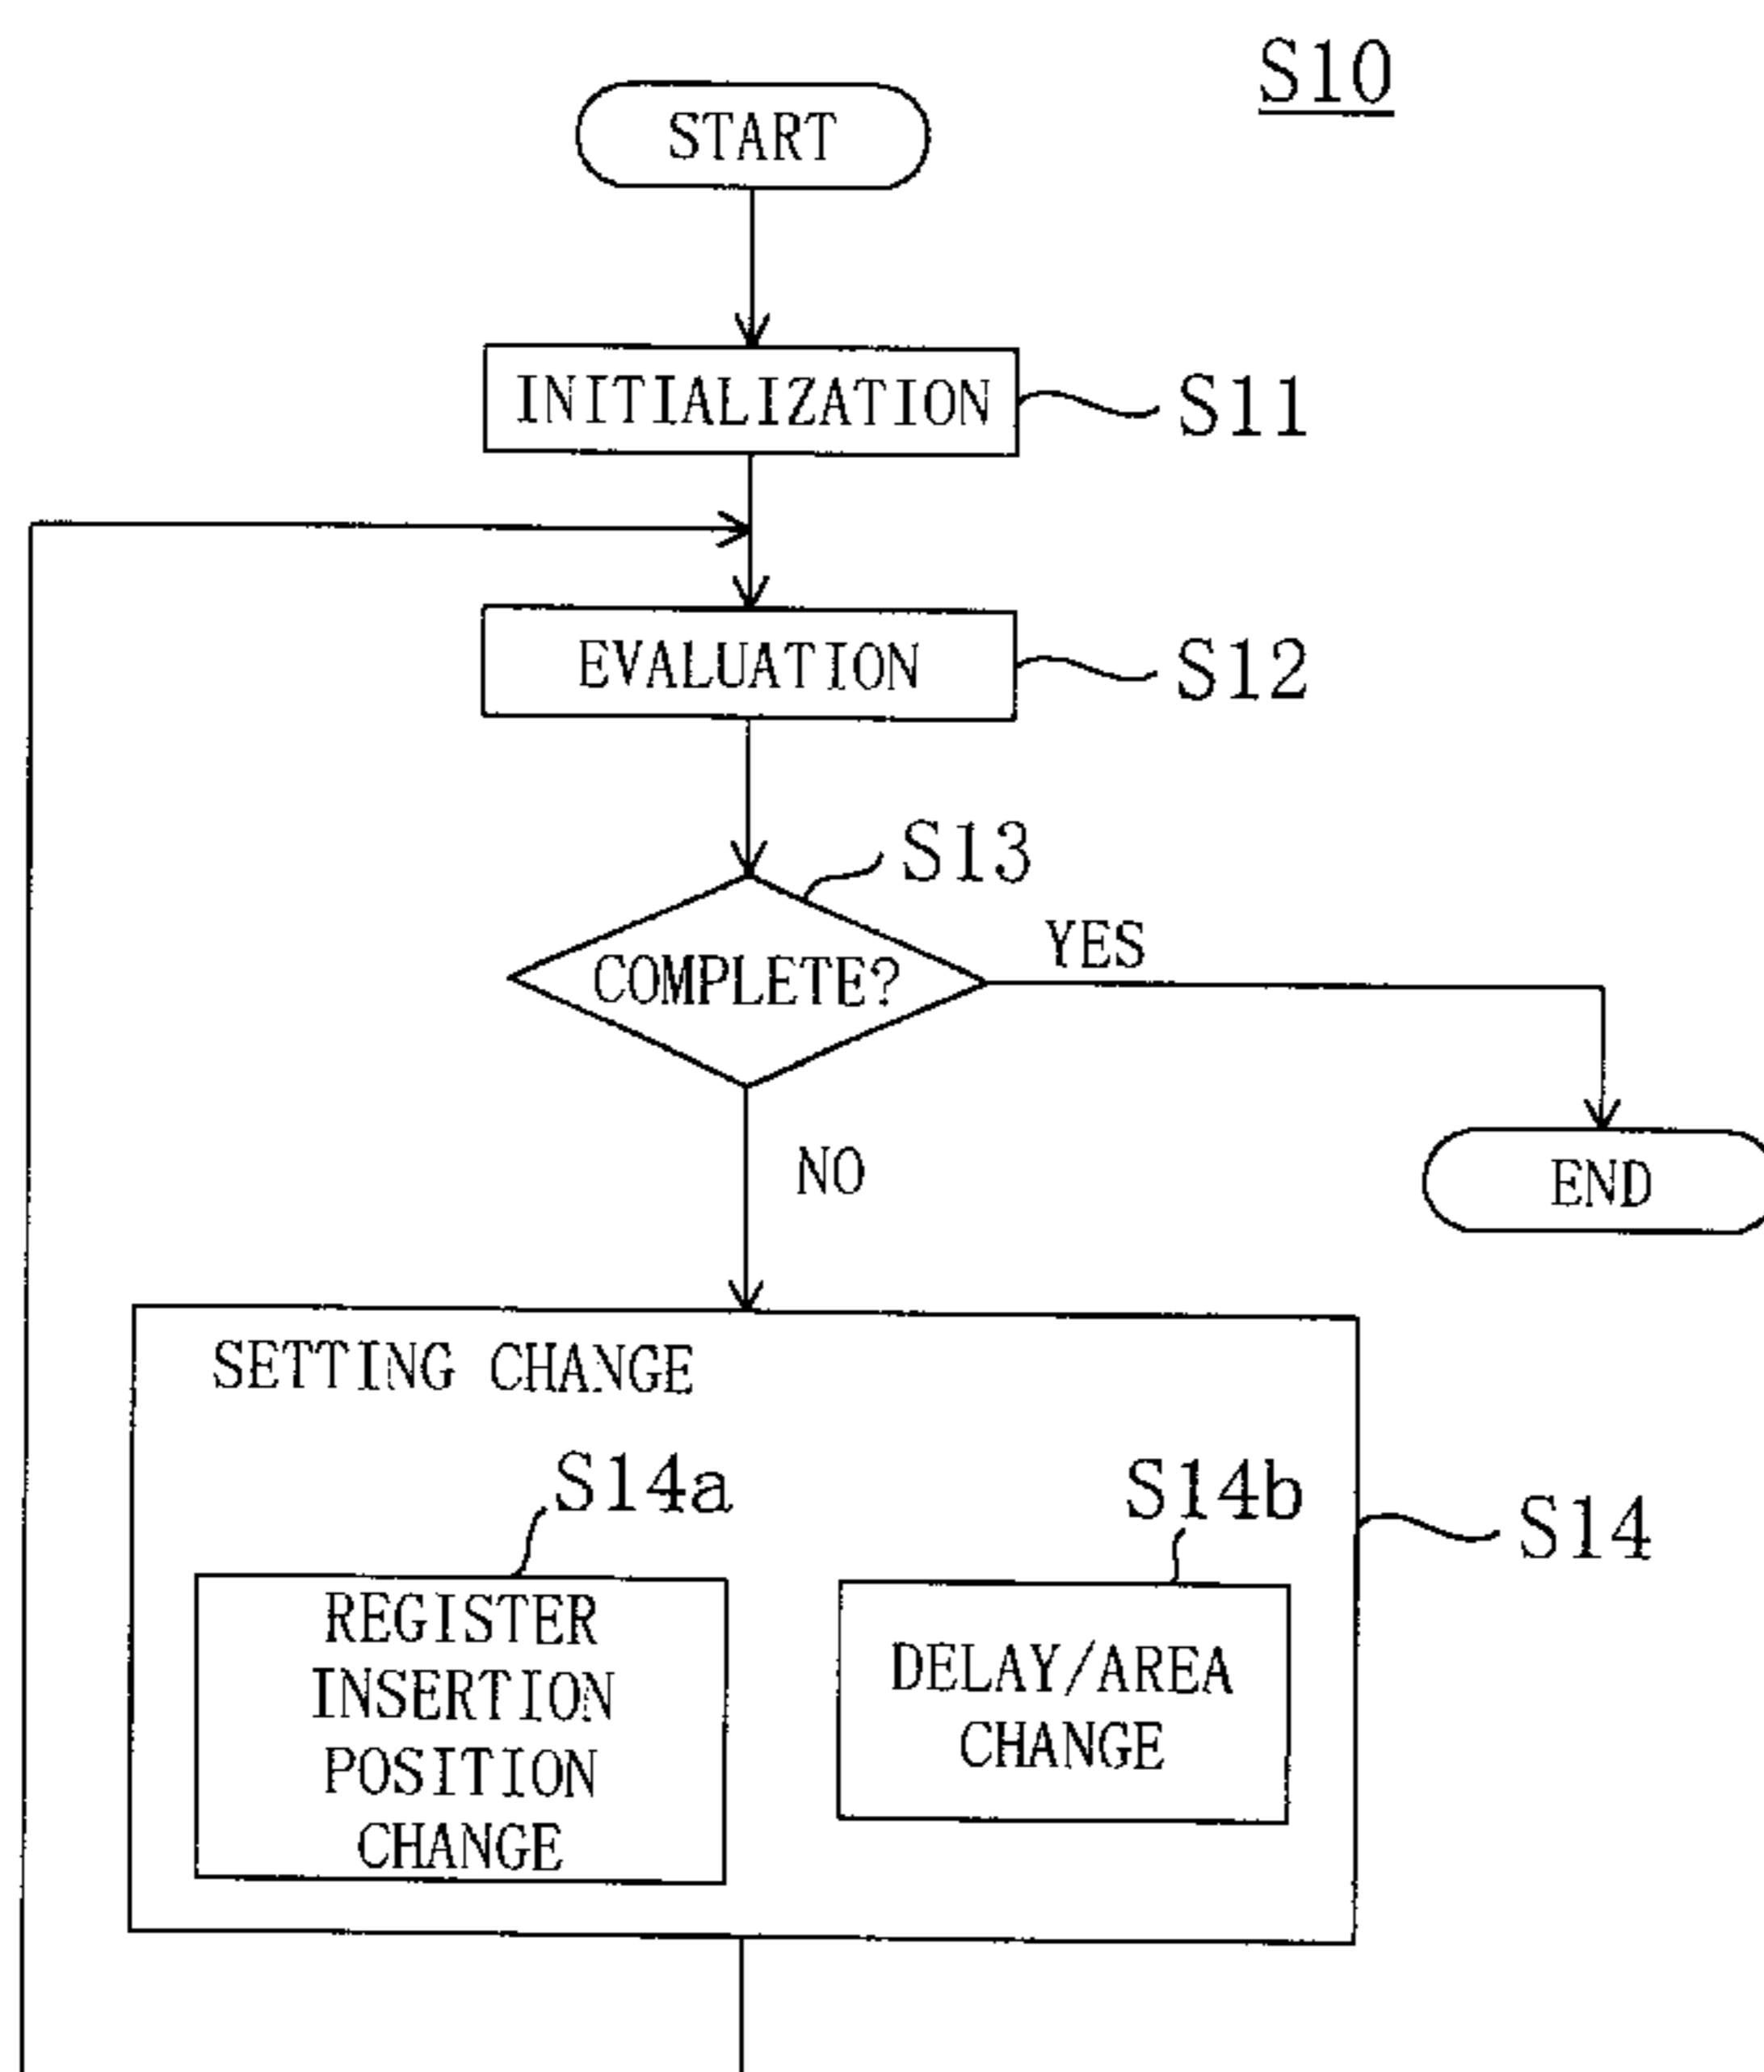 S10
START
INITIALIZATION
S11
EVALUATION
S12
S13
COMPLETE?
YES
NO
END
SETTING CHANGE
S14a
S14b
S14
REGISTER
INSERTION
POSITION
CHANGE
DELAY/AREA
CHANGE